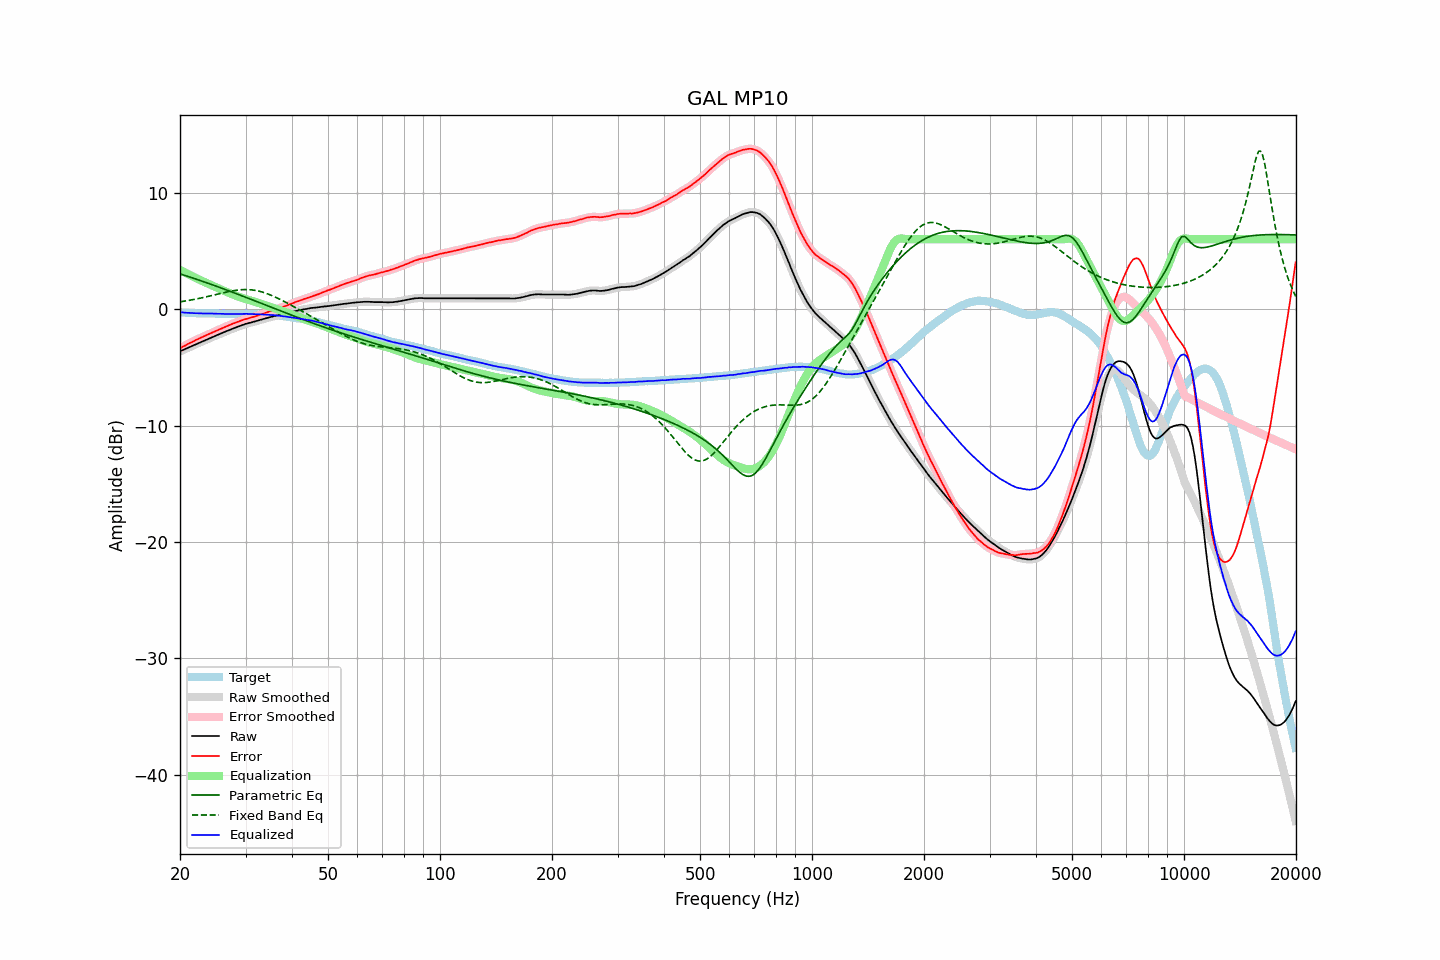 GAL MP10
Amplitude (dBr)
10
0
−10
−20
−30
−40
Target
Raw Smoothed
Error Smoothed
Raw
Error
Equalization
Parametric Eq
Fixed Band Eq
Equalized
20 50 100 200 500 1000 2000 5000 10000 20000
Frequency (Hz)